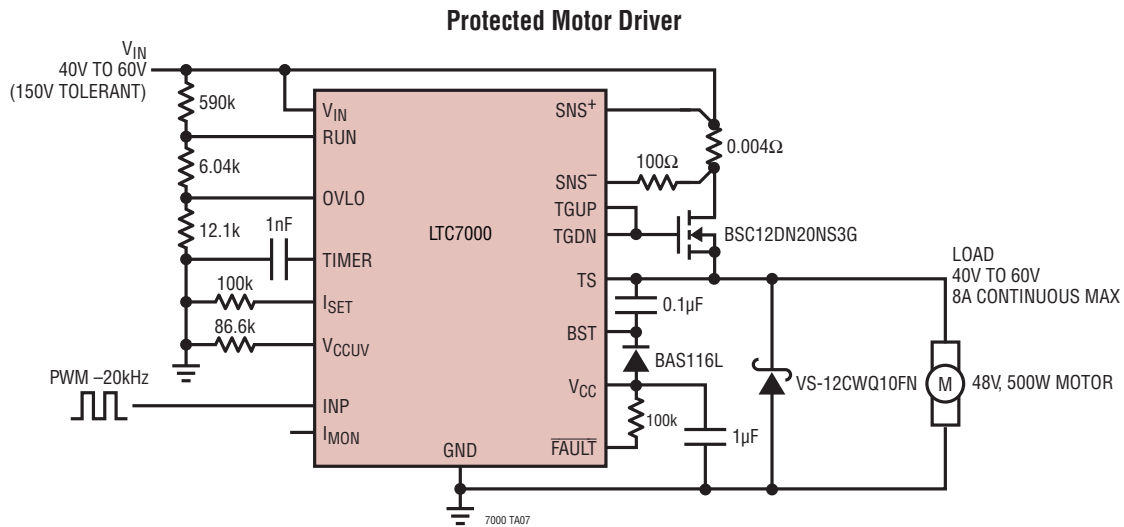 Protected Motor Driver
VIN
40V TO 60V
(150V TOLERANT)
590k
6.04k
12.1k
1nF
100k
86.6k
PWM –20kHz
VIN
RUN
OVLO
TIMER
ISET
VCCUV
INP
IMON
LTC7000
GND
SNS+
SNS–
TGUP
TGDN
TS
BST
VCC
FAULT
0.004Ω
100Ω
BSC12DN20NS3G
0.1µF
BAS116L
100k
1µF
VS-12CWQ10FN
LOAD
40V TO 60V
8A CONTINUOUS MAX
M
48V, 500W MOTOR
7000 TA07